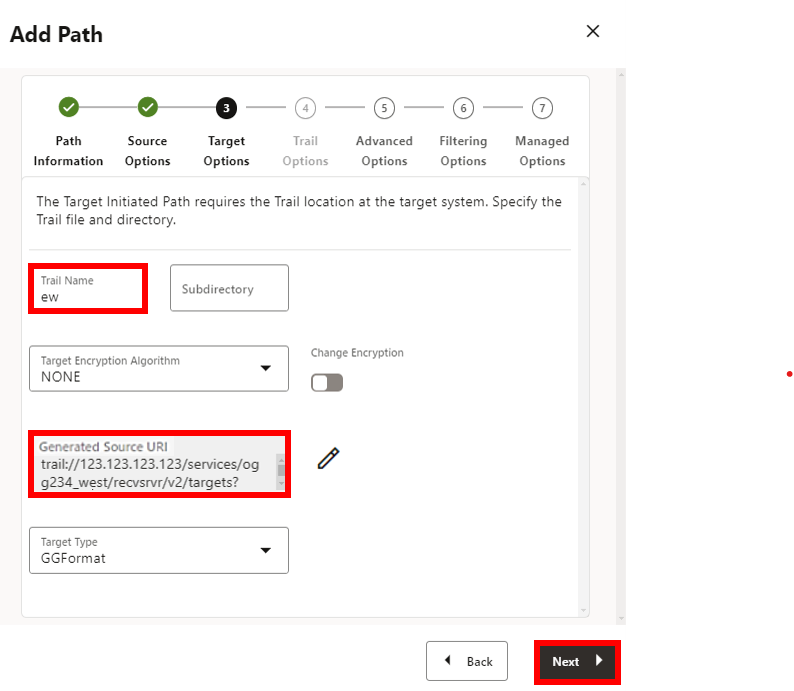 Add Path
3 4 5 6 7
Path Information
Source Options
Target Options
Trail Options
Advanced Options
Filtering Options
Managed Options
The Target Initiated Path requires the Trail location at the target system. Specify the
Trail file and directory.
Trail Name
ew
Subdirectory
Target Encryption Algorithm
NONE
Change Encryption
Generated Source URI
trail://123.123.123.123/services/og
g234_west/recvsrvr/v2/targets?
Target Type
GGFormat
Back
Next